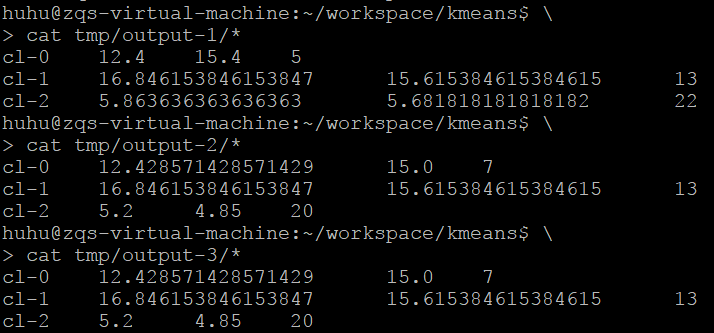 huhu@zqs-virtual-machine:~/workspace/kmeans$ \
> cat tmp/output-1/*
cl-0    12.4    15.4    5
cl-1    16.846153846153847      15.615384615384615      13
cl-2    5.863636363636363       5.681818181818182       22
huhu@zqs-virtual-machine:~/workspace/kmeans$ \
> cat tmp/output-2/*
cl-0    12.428571428571429      15.0    7
cl-1    16.846153846153847      15.615384615384615      13
cl-2    5.2     4.85    20
huhu@zqs-virtual-machine:~/workspace/kmeans$ \
> cat tmp/output-3/*
cl-0    12.428571428571429      15.0    7
cl-1    16.846153846153847      15.615384615384615      13
cl-2    5.2     4.85    20